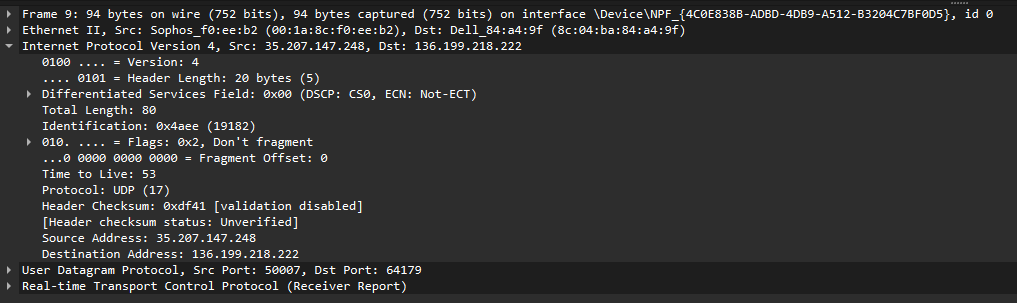 Frame 9: 94 bytes on wire (752 bits), 94 bytes captured (752 bits) on interface \Device\NPF_{4C0E838B-ADBD-4DB9-A512-B3204C7BF0D5}, id 0
Ethernet II, Src: Sophos_f0:ee:b2 (00:1a:8c:f0:ee:b2), Dst: Dell_84:a4:9f (8c:04:ba:84:a4:9f)
Internet Protocol Version 4, Src: 35.207.147.248, Dst: 136.199.218.222
0100 .... = Version: 4
.... 0101 = Header Length: 20 bytes (5)
Differentiated Services Field: 0x00 (DSCP: CS0, ECN: Not-ECT)
Total Length: 80
Identification: 0x4aee (19182)
010. .... = Flags: 0x2, Don't fragment
...0 0000 0000 0000 = Fragment Offset: 0
Time to Live: 53
Protocol: UDP (17)
Header Checksum: 0xdf41 [validation disabled]
[Header checksum status: Unverified]
Source Address: 35.207.147.248
Destination Address: 136.199.218.222
User Datagram Protocol, Src Port: 50007, Dst Port: 64179
Real-time Transport Control Protocol (Receiver Report)